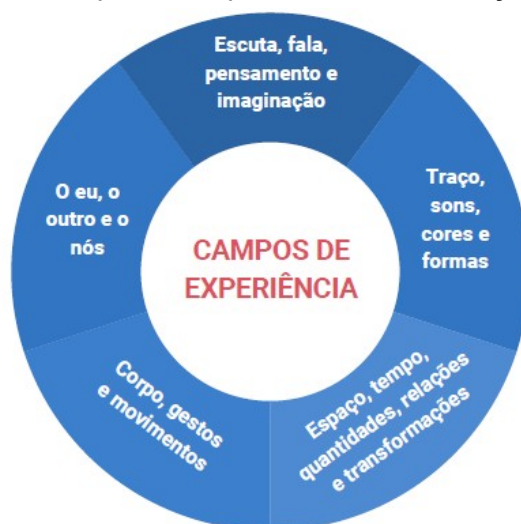 Escuta, fala,
pensamento e
imaginação
Traço,
sons,
cores e
formas
Espaço, tempo,
quantidades, relações
e transformações
Corpo, gestos
e movimentos
O eu, o
outro e o
nós
CAMPOS DE
EXPERIÊNCIA